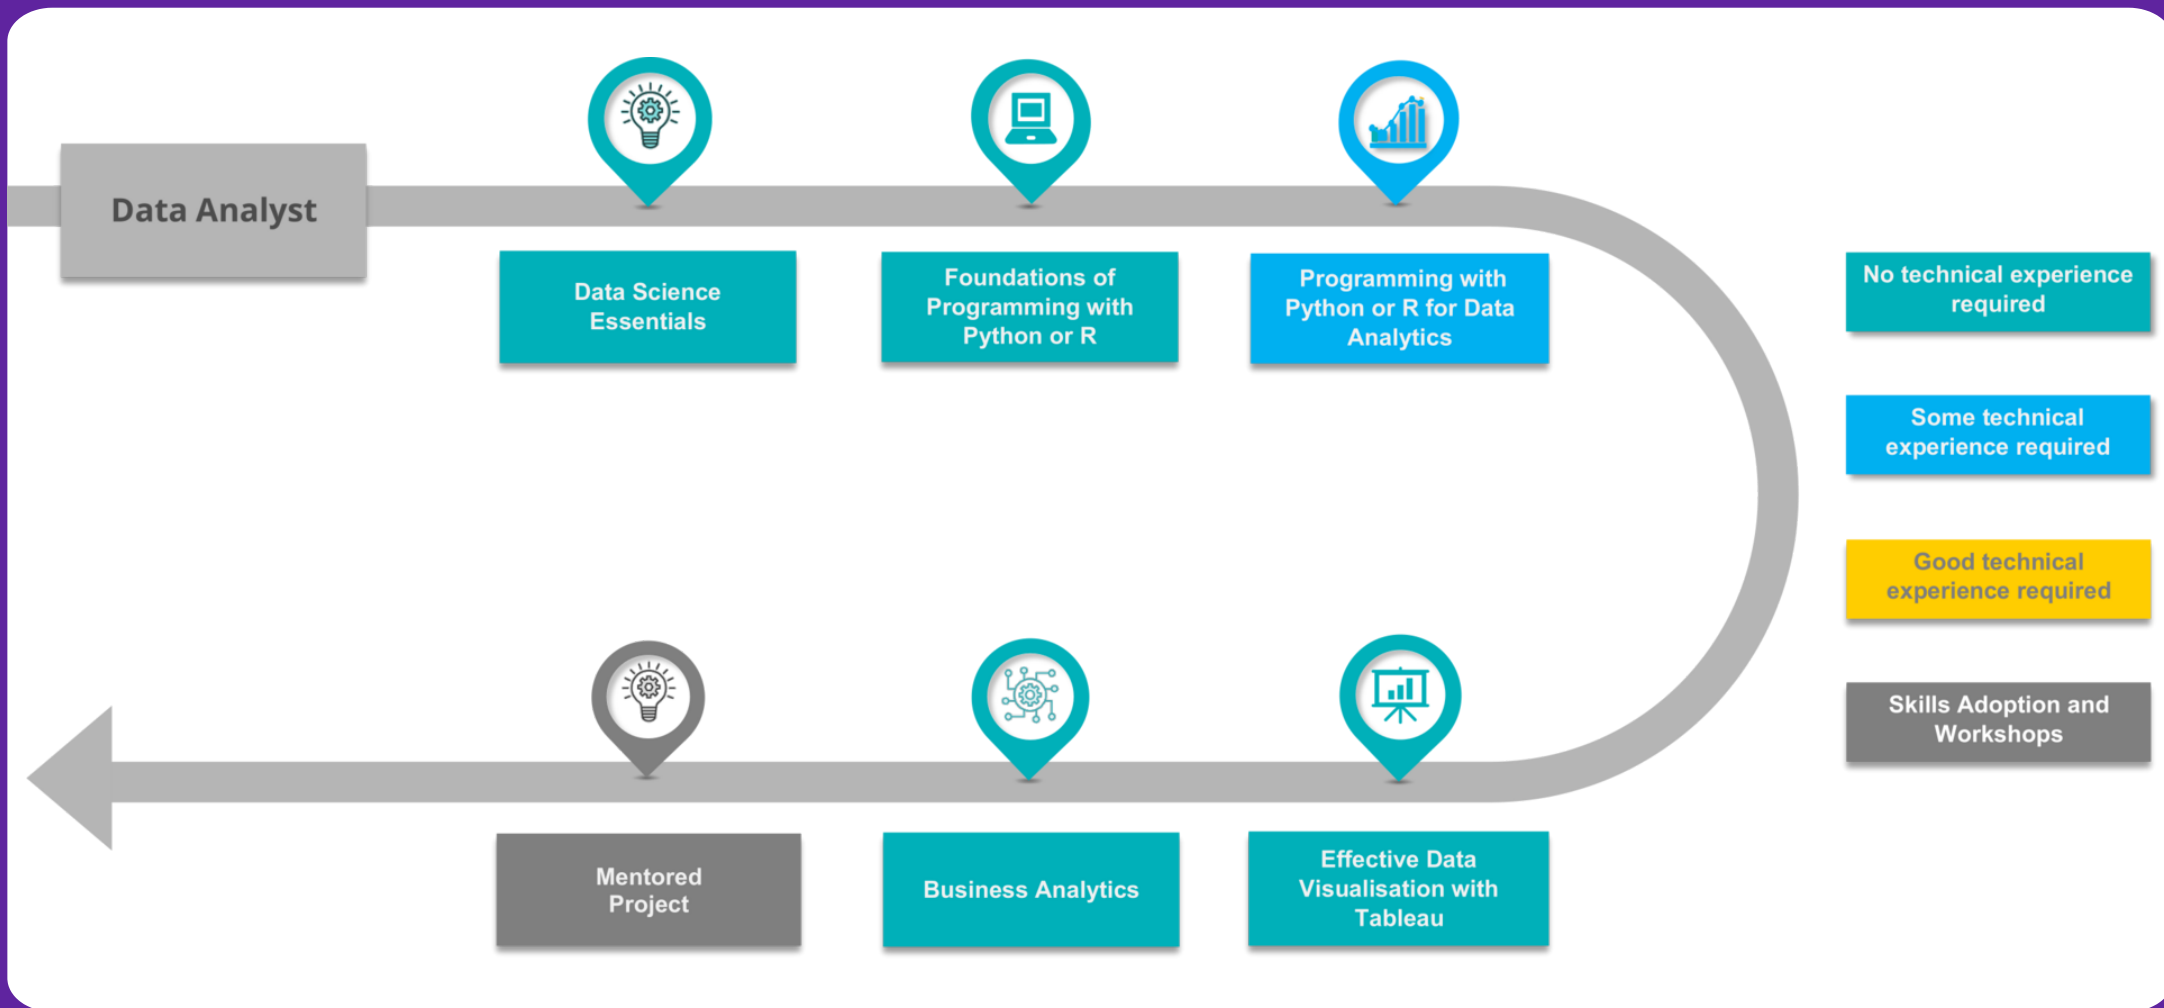 Data Analyst
Data Science
Essentials
Foundations of
Programming with
Python or R
Programming with
Python or R for Data
Analytics
No technical experience
required
Some technical
experience required
Good technical
experience required
Skills Adoption and
Workshops
Mentored
Project
Business Analytics
Effective Data
Visualisation with
Tableau